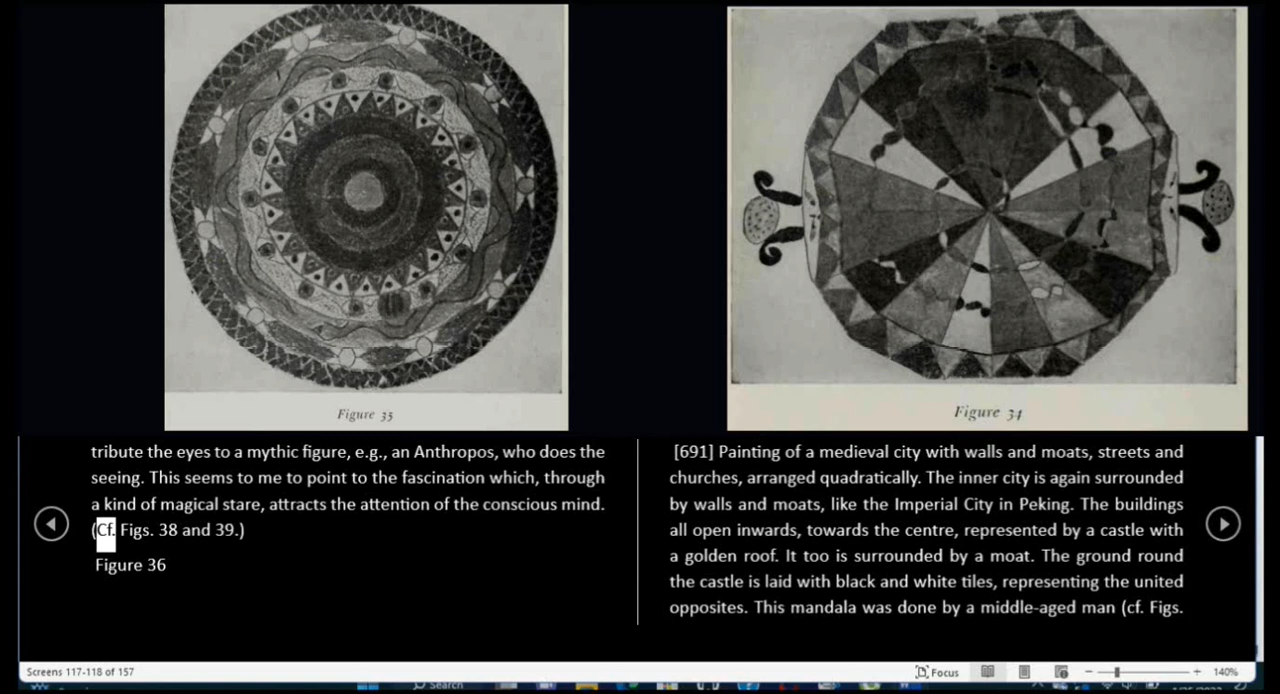 Figure 35
Figure 34
tribute the eyes to a mythic figure, e.g., an Anthropos, who does the
seeing. This seems to me to point to the fascination which, through
a kind of magical stare, attracts the attention of the conscious mind.
(Cf. Figs. 38 and 39.)
Figure 36
[691] Painting of a medieval city with walls and moats, streets and
churches, arranged quadratically. The inner city is again surrounded
by walls and moats, like the Imperial City in Peking. The buildings
all open inwards, towards the centre, represented by a castle with
a golden roof. It too is surrounded by a moat. The ground round
the castle is laid with black and white tiles, representing the united
opposites. This mandala was done by a middle-aged man (cf. Figs.
Screens 117-118 of 157
Focus
140%
Search